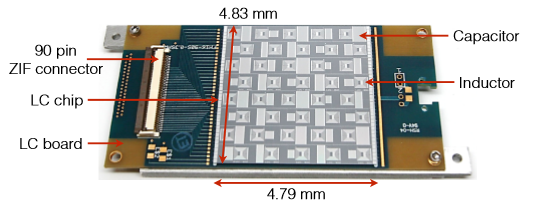 4.83 mm
Capacitor
90 pin
ZIF connector
Inductor
LC chip
LC board
4.79 mm